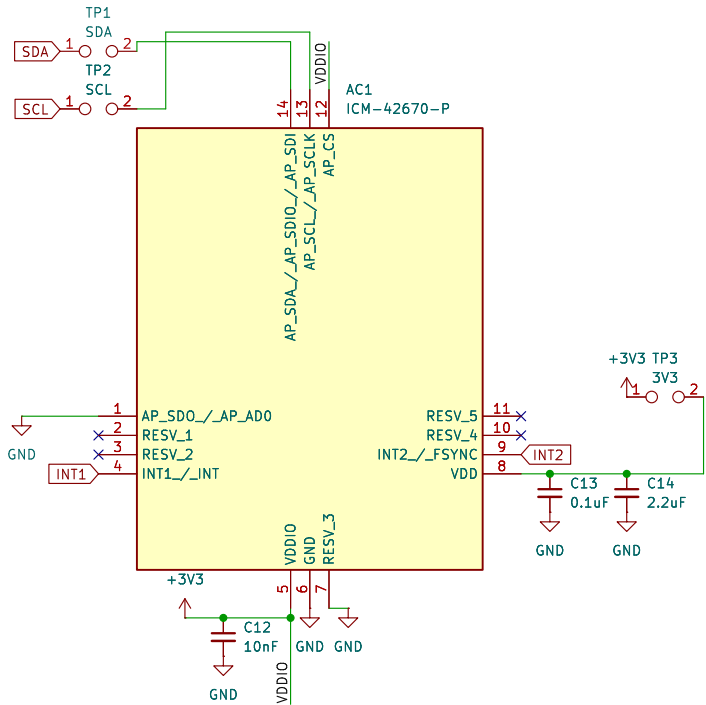 TP1
SDA
SDA 1 2
TP2
SCL
SCL 1 2
VDDIO
14 13 12
AC1
ICM-42670-P
AP_SDA_/_AP_SDIO_/_AP_SDI
AP_SCL_/_AP_SCLK
AP_CS
+3V3 TP3
3V3
1 2
1 AP_SDO_/_AP_AD0
GND
2 RESV_1
3 RESV_2
INT1 4 INT1_/_INT
RESV_5 11
RESV_4 10
INT2_/_FSYNC 9 INT2
VDD 8
C13
0.1uF
GND
C14
2.2uF
GND
VDDIO
GND
RESV_3
5 6 7
+3V3
C12
10nF
GND
GND
GND
VDDIO